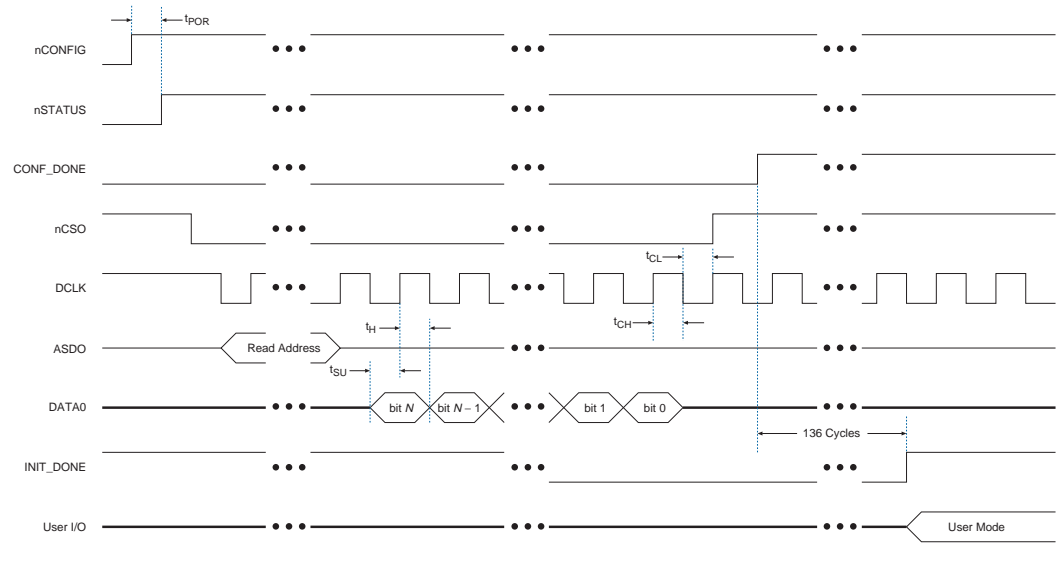 tPOR
nCONFIG
nSTATUS
CONF_DONE
nCSO
tCL
DCLK
tH
tCH
ASDO
Read Address
tSU
DATA0
bit N
bit N – 1
bit 1
bit 0
136 Cycles
INIT_DONE
User I/O
User Mode